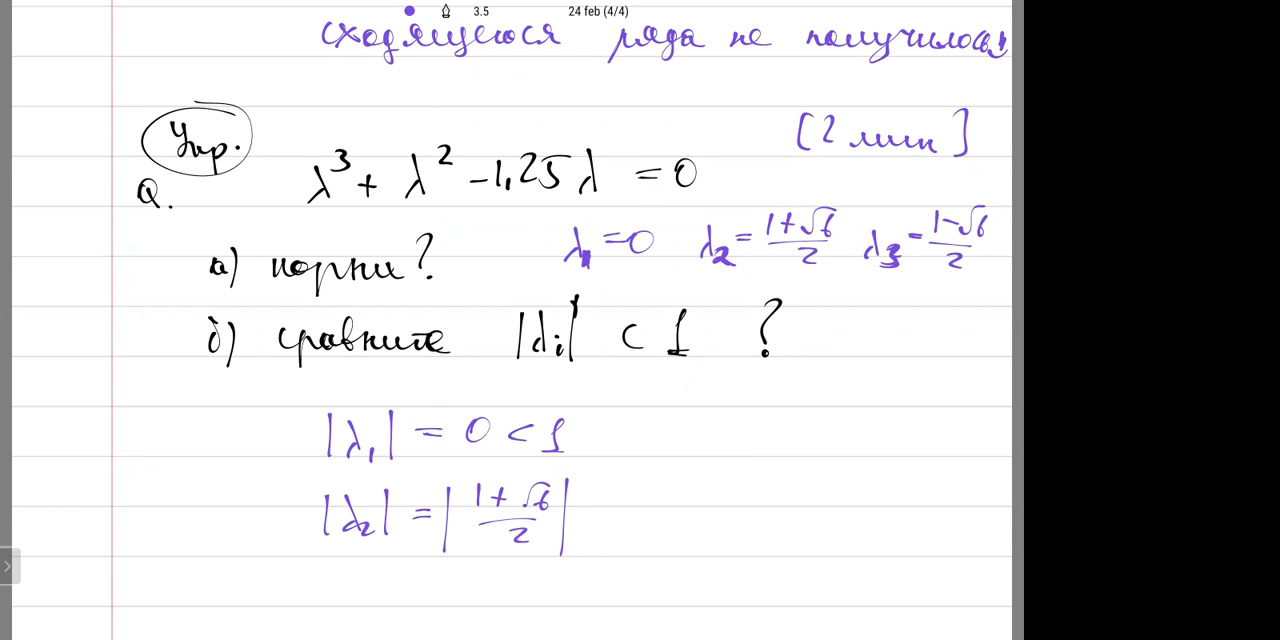 3.5 24 feb (4/4)
сходящегося ряда не получилось!
Упр. [2 мин]
Q. λ³ + λ² - 1,25 λ = 0
λ₁ = 0 λ₂ = (1+√6)/2 λ₃ = (1-√6)/2
а) корни?
б) сравните |λᵢ| с 1 ?
|λ₁| = 0 < 1
|λ₂| = |(1+√6)/2|